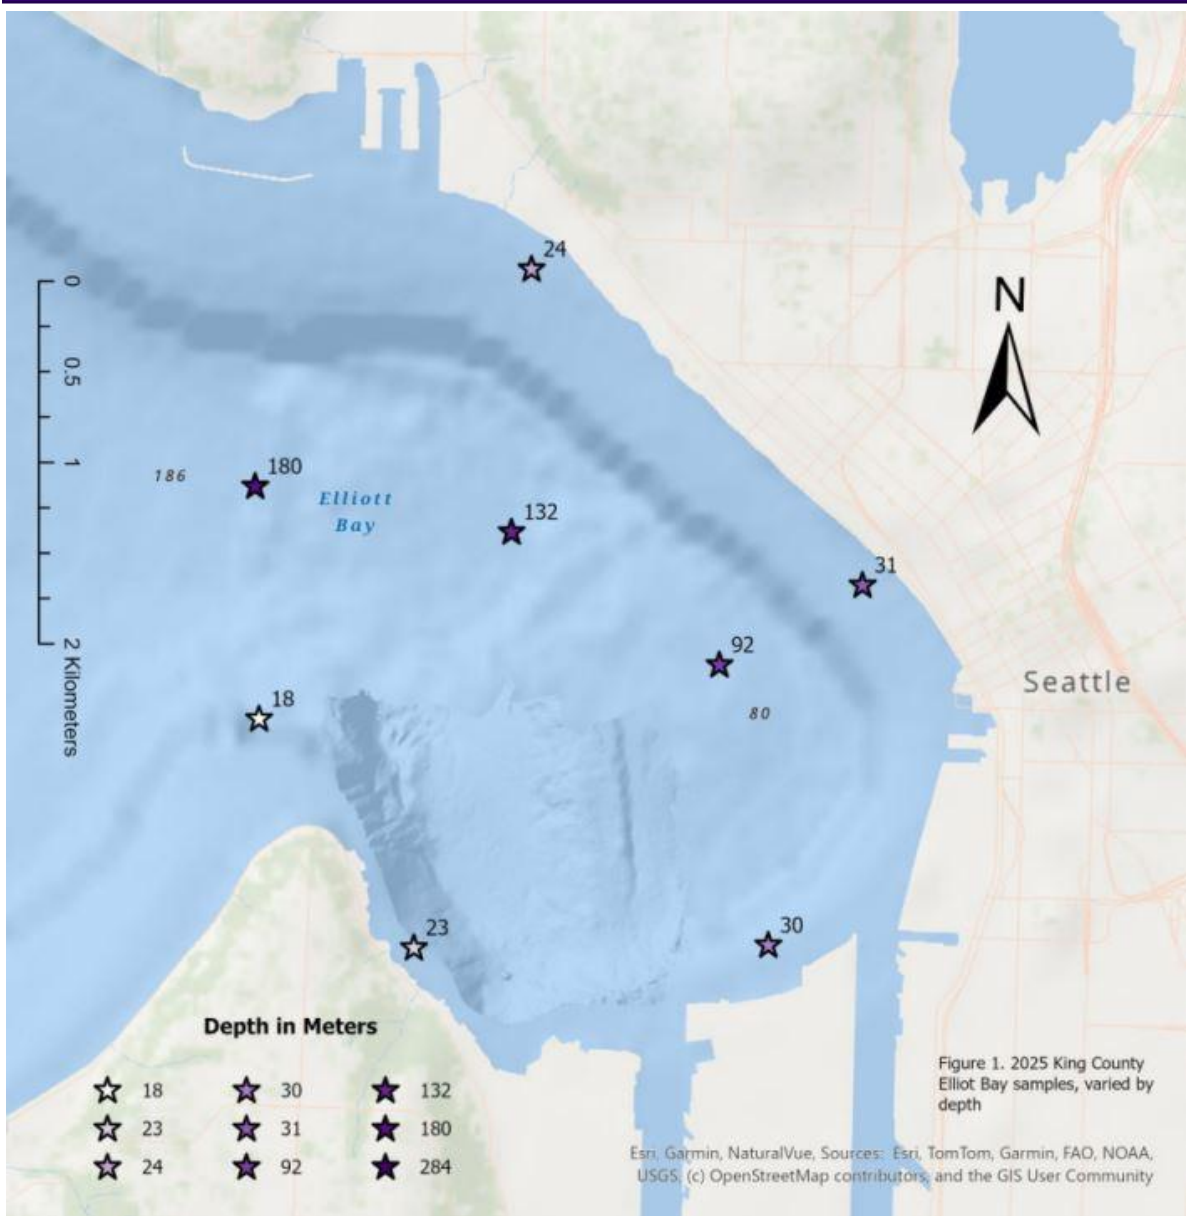 24
N
0
0.5
1
2 Kilometers
180
186
Elliott
Bay
132
31
92
Seattle
18
80
23
30
Depth in Meters
18 30 132
23 31 180
24 92 284
Figure 1. 2025 King County
Elliot Bay samples, varied by
depth
Esri, Garmin, NaturalVue, Sources: Esri, TomTom, Garmin, FAO, NOAA,
USGS, (c) OpenStreetMap contributors, and the GIS User Community